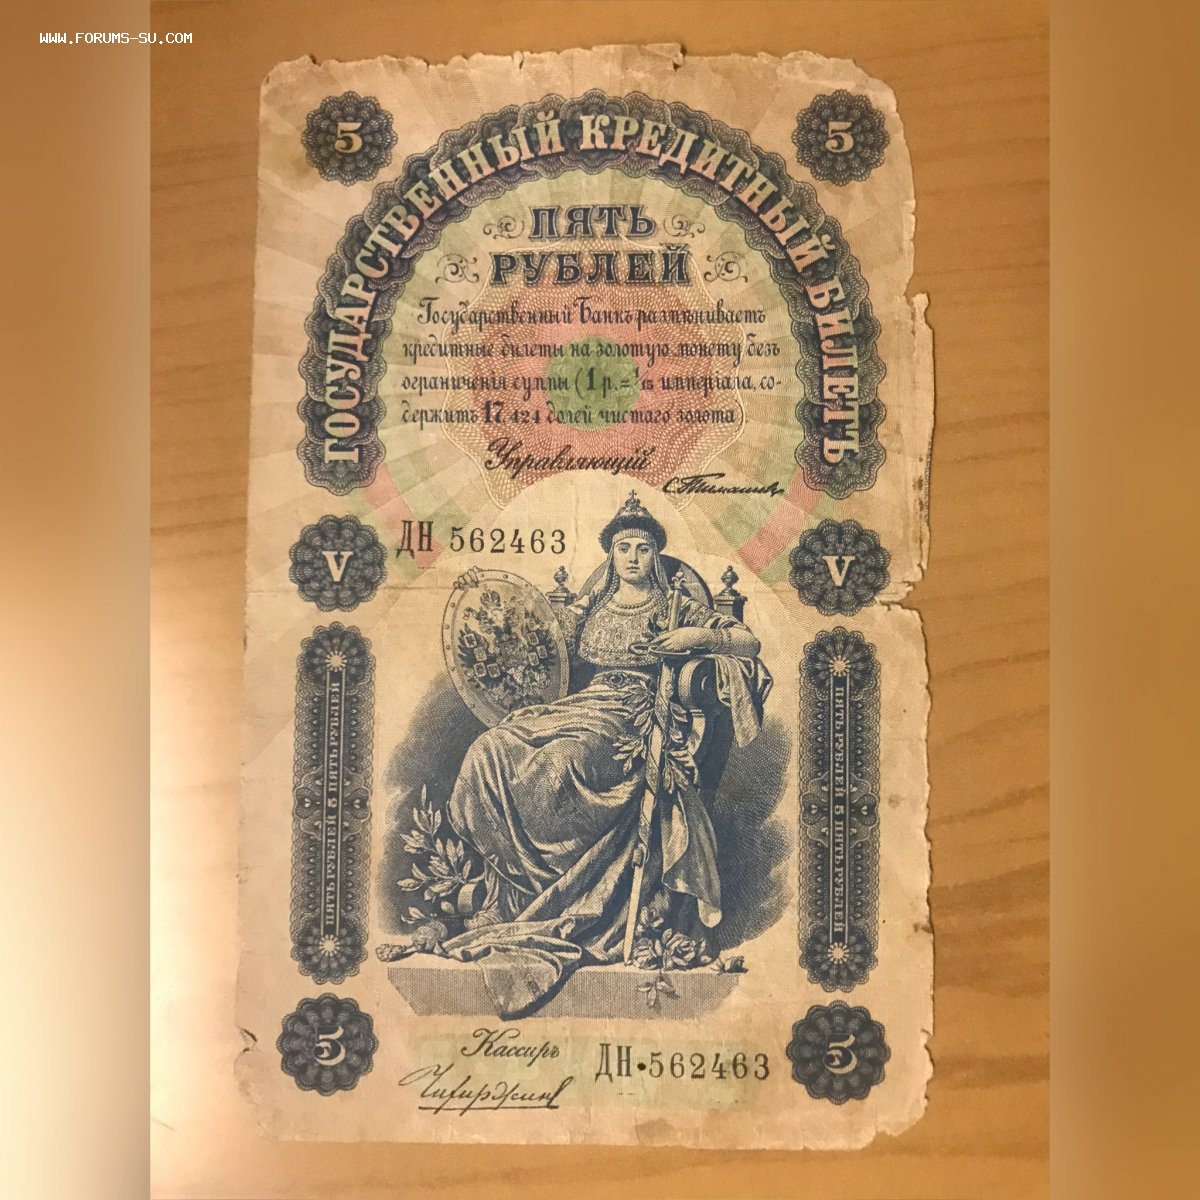 WWW.FORUMS-SU.COM
5 5
ГОСУДАРСТВЕННЫЙ КРЕДИТНЫЙ БИЛЕТЪ
ПЯТЬ
РУБЛЕЙ
Государственный Банкъ размѣниваетъ
кредитные билеты на золотую монету безъ
ограниченія суммы (1 р. = 1/15 имперіала, со-
держитъ 17,424 долей чистаго золота).
Управляющій
С. Тимашевъ
ДН 562463
V V
ПЯТЬ РУБЛЕЙ 5 ПЯТЬ РУБЛЕЙ
ПЯТЬ РУБЛЕЙ 5 ПЯТЬ РУБЛЕЙ
Кассиръ
ДН•562463
5 5